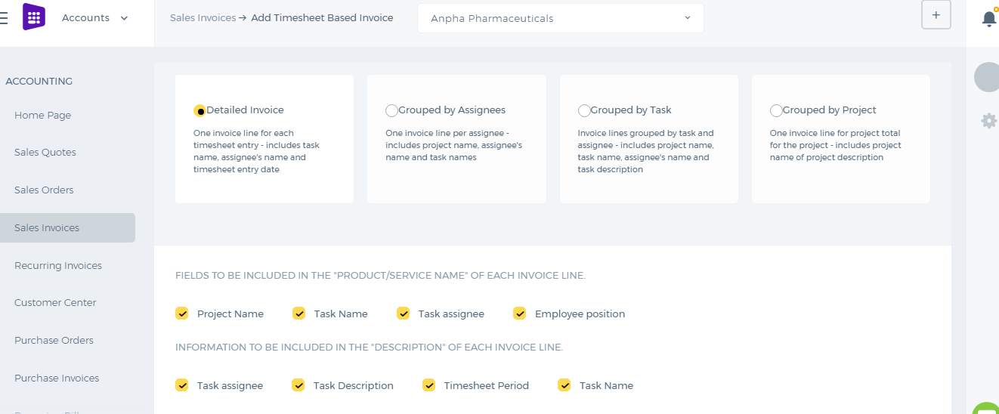 Accounts
Sales Invoices → Add Timesheet Based Invoice
Anpha Pharmaceuticals
+
ACCOUNTING
Home Page
Sales Quotes
Sales Orders
Sales Invoices
Recurring Invoices
Customer Center
Purchase Orders
Purchase Invoices
Detailed Invoice
One invoice line for each
timesheet entry - includes task
name, assignee's name and
timesheet entry date
Grouped by Assignees
One invoice line per assignee -
includes project name, assignee's
name and task names
Grouped by Task
Invoice lines grouped by task and
assignee - includes project name,
task name, assignee's name and
task description
Grouped by Project
One invoice line for project total
for the project - includes project
name of project description
FIELDS TO BE INCLUDED IN THE "PRODUCT/SERVICE NAME" OF EACH INVOICE LINE.
Project Name Task Name Task assignee Employee position
INFORMATION TO BE INCLUDED IN THE "DESCRIPTION" OF EACH INVOICE LINE.
Task assignee Task Description Timesheet Period Task Name